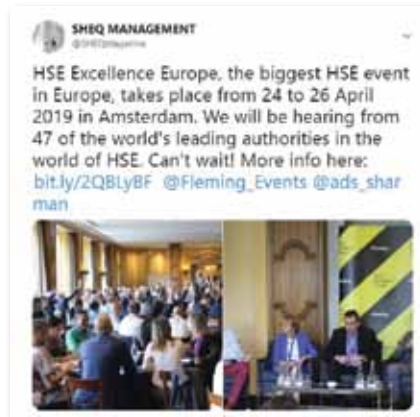 SHEQ MANAGEMENT
@SHEQMagazine
HSE Excellence Europe, the biggest HSE event
in Europe, takes place from 24 to 26 April
2019 in Amsterdam. We will be hearing from
47 of the world's leading authorities in the
world of HSE. Can't wait! More info here:
bit.ly/2QBLyBF @Fleming_Events @ads_shar
man